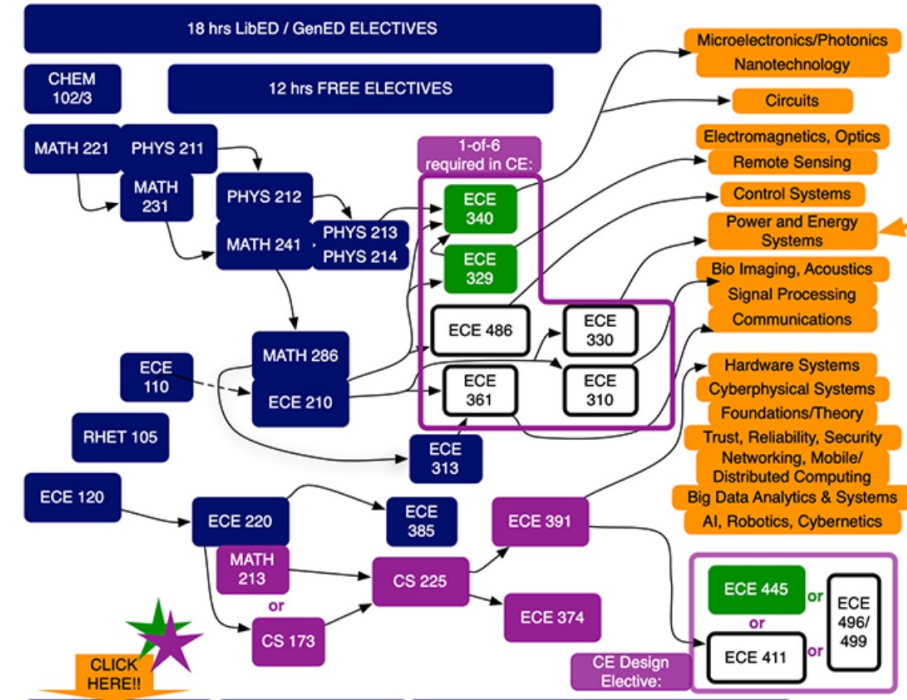 18 hrs LibED / GenED ELECTIVES
CHEM
102/3
12 hrs FREE ELECTIVES
MATH 221
PHYS 211
MATH
231
PHYS 212
MATH 241
PHYS 213
PHYS 214
1-of-6
required in CE:
ECE
340
ECE
329
ECE 486
ECE
330
ECE
361
ECE
310
MATH 286
ECE 210
ECE
110
RHET 105
ECE
313
ECE 120
ECE 220
ECE
385
MATH
213
or
CS 173
CS 225
ECE 391
ECE 374
Microelectronics/Photonics
Nanotechnology
Circuits
Electromagnetics, Optics
Remote Sensing
Control Systems
Power and Energy
Systems
Bio Imaging, Acoustics
Signal Processing
Communications
Hardware Systems
Cyberphysical Systems
Foundations/Theory
Trust, Reliability, Security
Networking, Mobile/
Distributed Computing
Big Data Analytics & Systems
AI, Robotics, Cybernetics
ECE 445
or
or
ECE 411
or
ECE
496/
499
CE Design
Elective:
CLICK
HERE!!